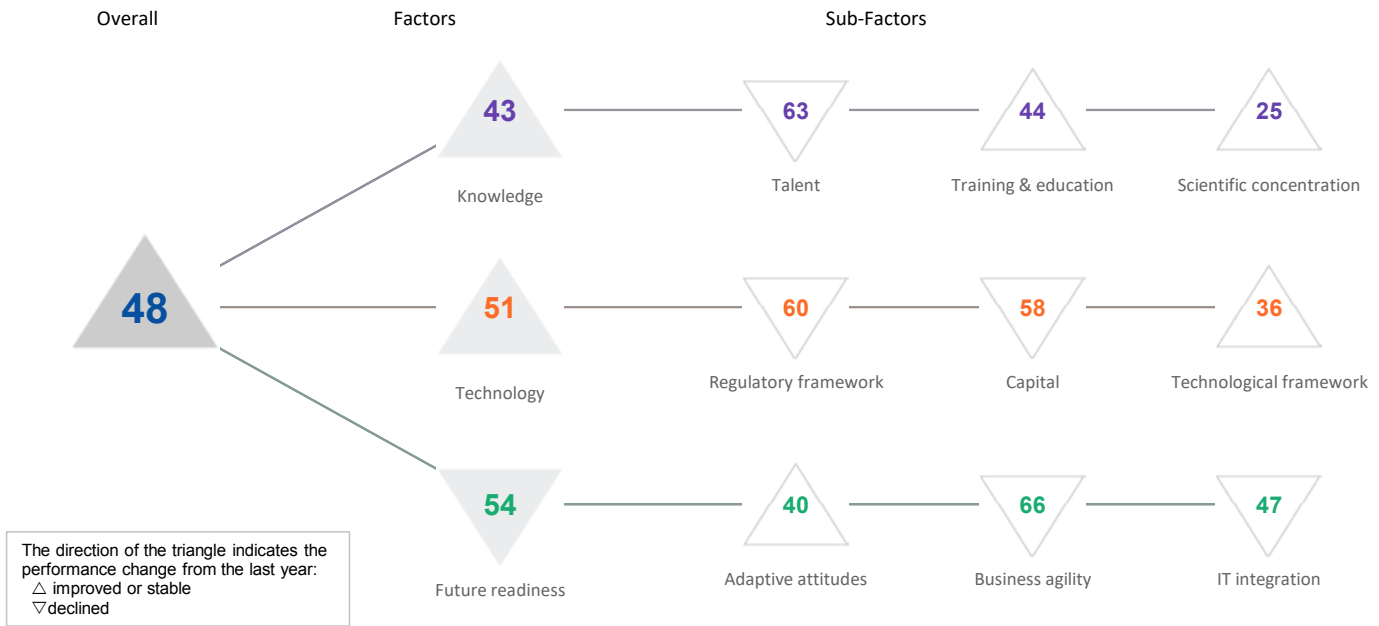 Overall
Factors
Sub-Factors
43
63
44
25
Knowledge
Talent
Training & education
Scientific concentration
48
51
60
58
36
Technology
Regulatory framework
Capital
Technological framework
54
40
66
47
Future readiness
Adaptive attitudes
Business agility
IT integration
The direction of the triangle indicates the
performance change from the last year:
△ improved or stable
▽declined